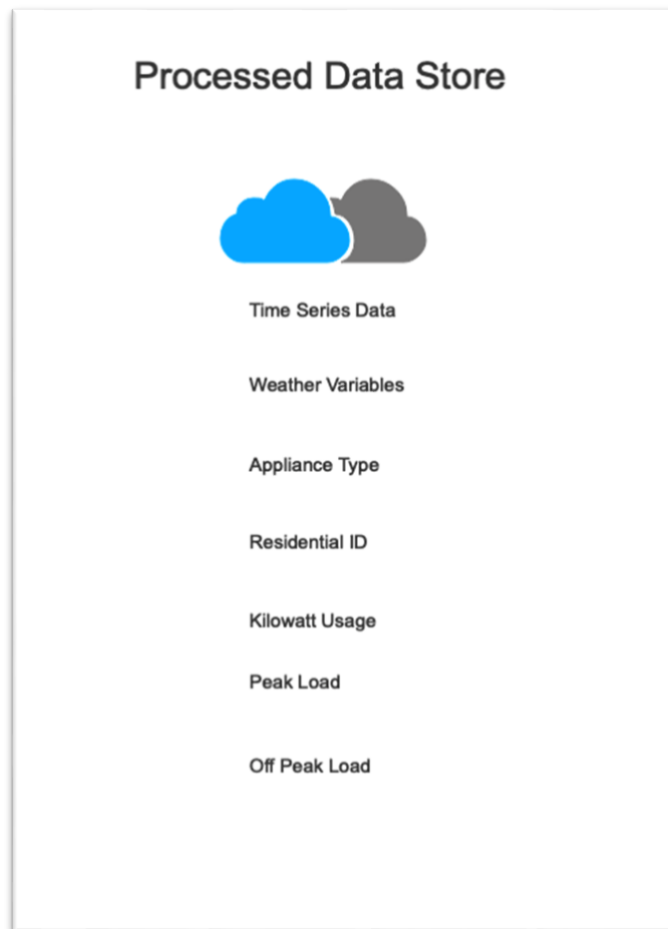 Processed Data Store
Time Series Data
Weather Variables
Appliance Type
Residential ID
Kilowatt Usage
Peak Load
Off Peak Load